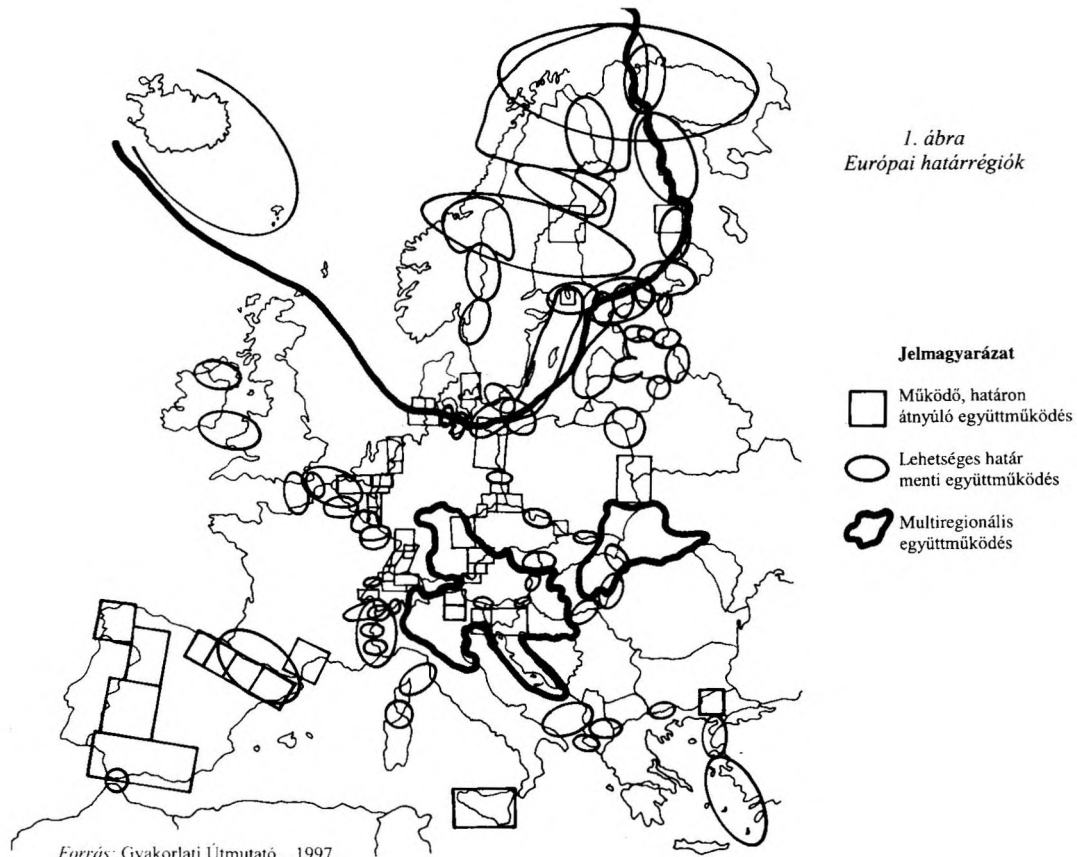 1. ábra
Európai határrégiók
Jelmagyarázat
Működő, határon
átnyúló együttműködés
Lehetséges határ
menti együttműködés
Multiregionális
együttműködés
Forrás: Gyakorlati Útmutató... 1997